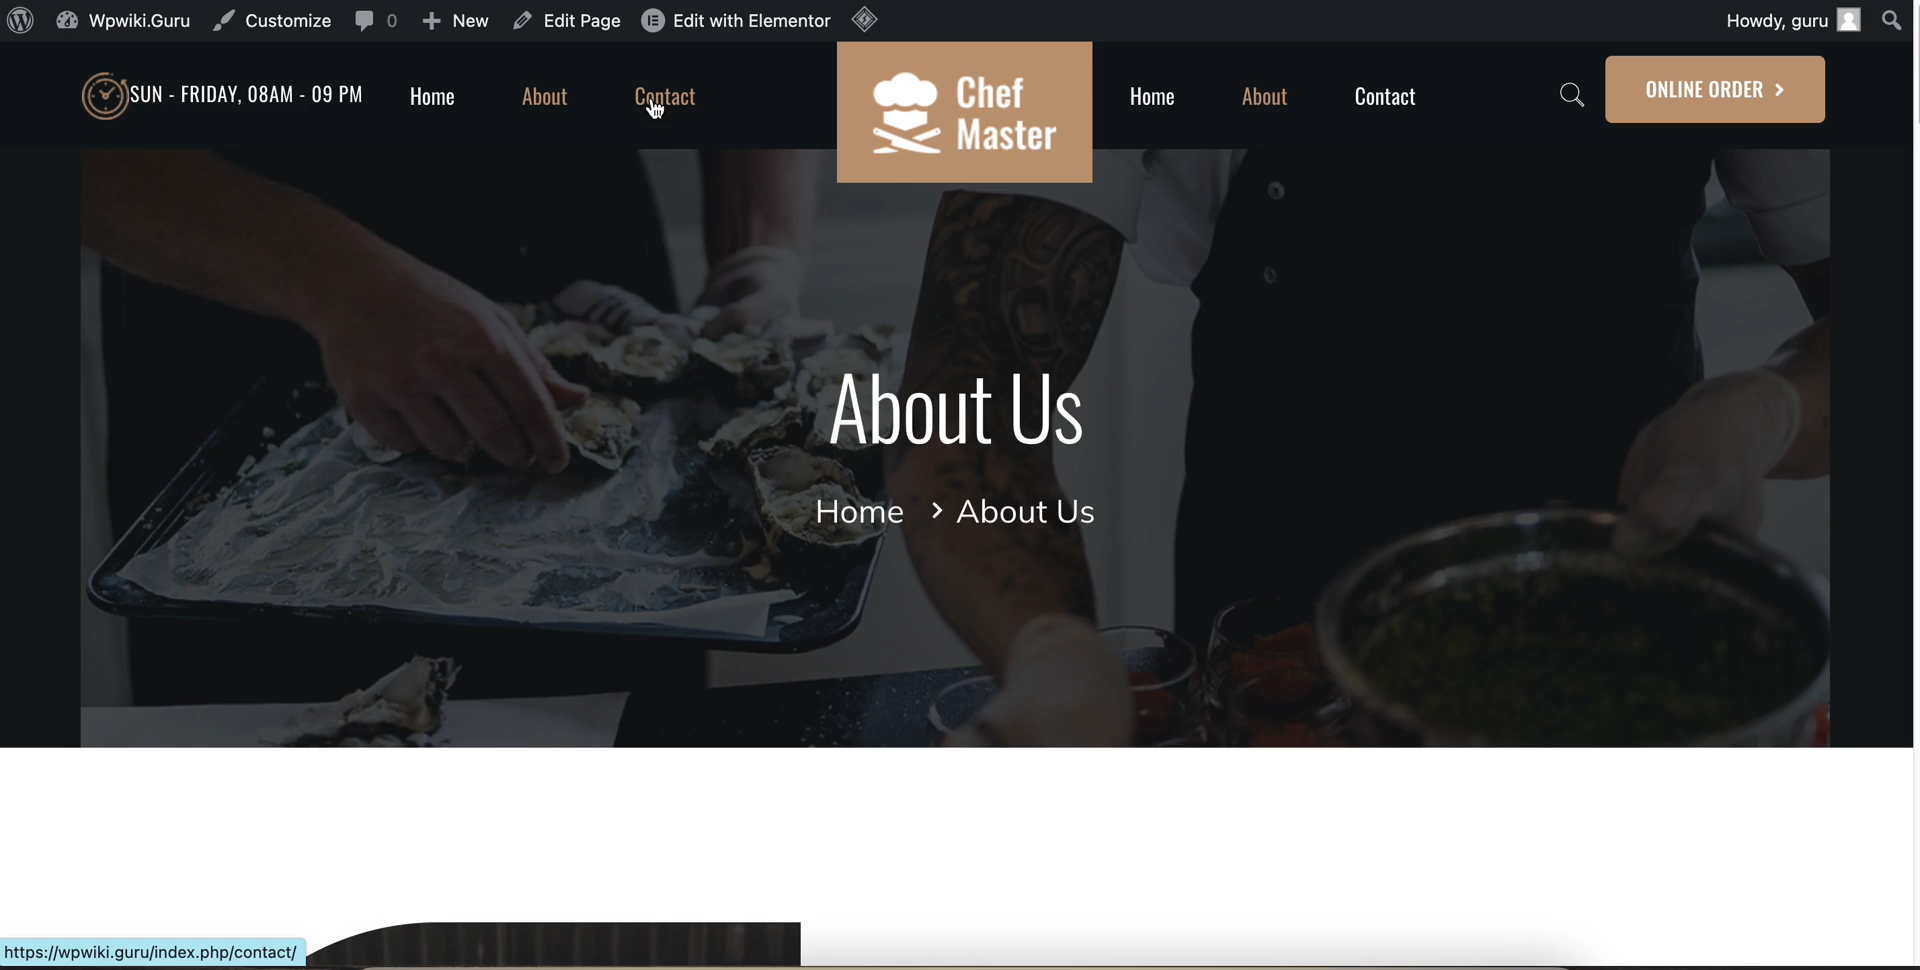 Wpwiki.Guru Customize 0 New Edit Page Edit with Elementor Howdy, guru
SUN - FRIDAY, 08AM - 09 PM Home About Contact Chef Master Home About Contact ONLINE ORDER >
About Us
Home > About Us
https://wpwiki.guru/index.php/contact/